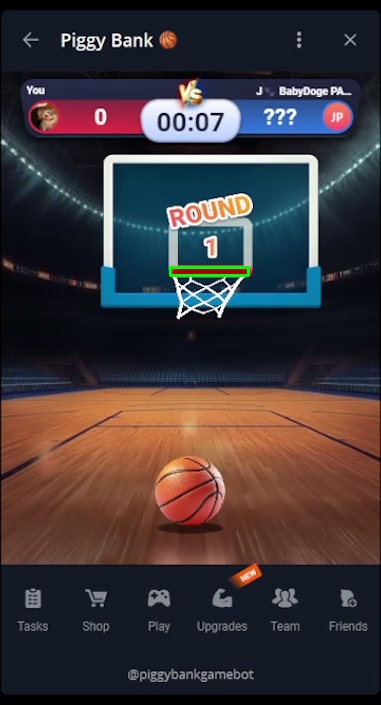 Piggy Bank 🏀
You
VS
J 🐾 BabyDoge PA...
0
00:07
???
JP
ROUND
1
NEW
Tasks
Shop
Play
Upgrades
Team
Friends
@piggybankgamebot